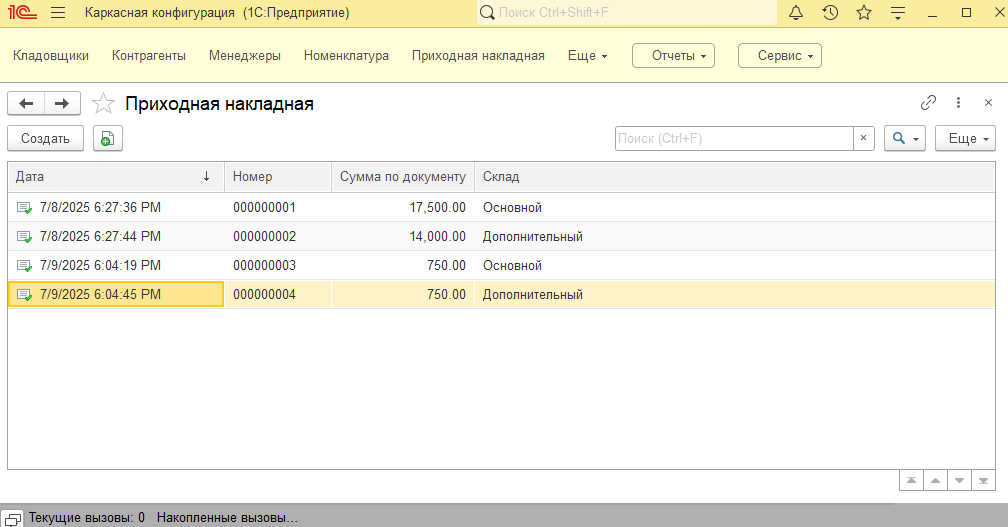 1С Каркасная конфигурация (1С:Предприятие) Поиск Ctrl+Shift+F
Кладовщики Контрагенты Менеджеры Номенклатура Приходная накладная Еще Отчеты Сервис
Приходная накладная
Создать Поиск (Ctrl+F) × Еще
Дата ↓ Номер Сумма по документу Склад
7/8/2025 6:27:36 PM 000000001 17,500.00 Основной
7/8/2025 6:27:44 PM 000000002 14,000.00 Дополнительный
7/9/2025 6:04:19 PM 000000003 750.00 Основной
7/9/2025 6:04:45 PM 000000004 750.00 Дополнительный
Текущие вызовы: 0 Накопленные вызовы...